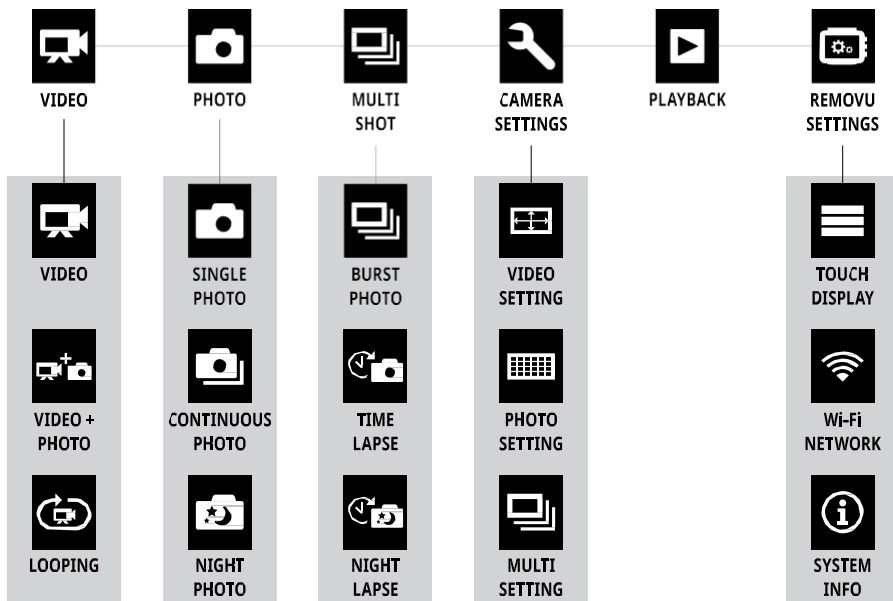 VIDEO
PHOTO
MULTI
SHOT
CAMERA
SETTINGS
PLAYBACK
REMOVU
SETTINGS
VIDEO
SINGLE
PHOTO
BURST
PHOTO
VIDEO
SETTING
TOUCH
DISPLAY
VIDEO +
PHOTO
CONTINUOUS
PHOTO
TIME
LAPSE
PHOTO
SETTING
Wi-Fi
NETWORK
LOOPING
NIGHT
PHOTO
NIGHT
LAPSE
MULTI
SETTING
SYSTEM
INFO